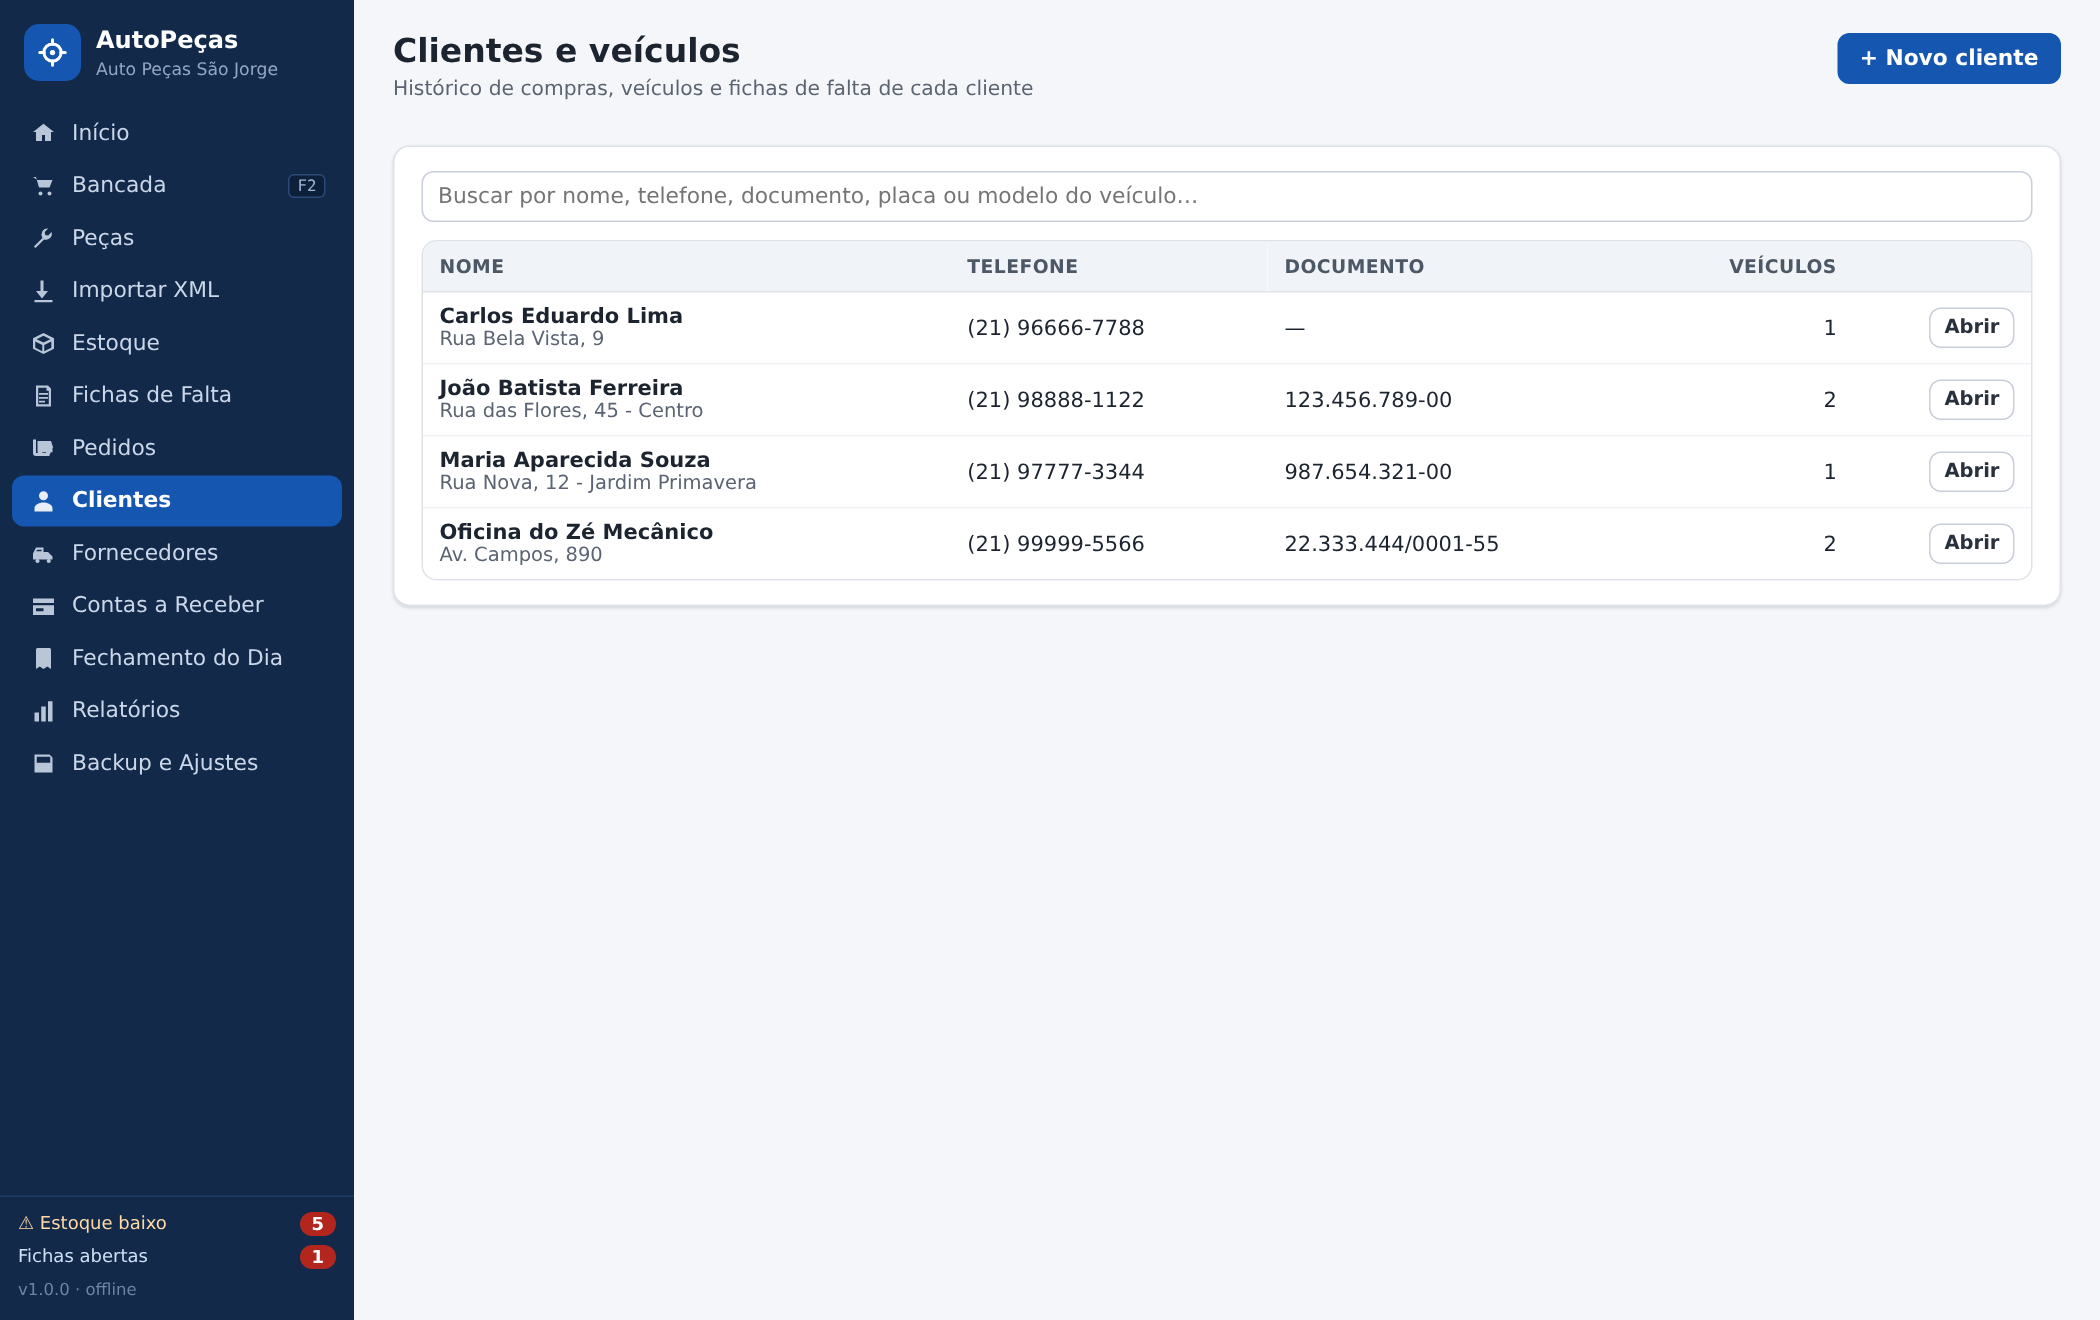 AutoPeças
Auto Peças São Jorge
Início
Bancada F2
Peças
Importar XML
Estoque
Fichas de Falta
Pedidos
Clientes
Fornecedores
Contas a Receber
Fechamento do Dia
Relatórios
Backup e Ajustes
⚠ Estoque baixo 5
Fichas abertas 1
v1.0.0 · offline
Clientes e veículos
Histórico de compras, veículos e fichas de falta de cada cliente
+ Novo cliente
Buscar por nome, telefone, documento, placa ou modelo do veículo...
NOME TELEFONE DOCUMENTO VEÍCULOS
Carlos Eduardo Lima
Rua Bela Vista, 9
(21) 96666-7788 — 1 Abrir
João Batista Ferreira
Rua das Flores, 45 - Centro
(21) 98888-1122 123.456.789-00 2 Abrir
Maria Aparecida Souza
Rua Nova, 12 - Jardim Primavera
(21) 97777-3344 987.654.321-00 1 Abrir
Oficina do Zé Mecânico
Av. Campos, 890
(21) 99999-5566 22.333.444/0001-55 2 Abrir